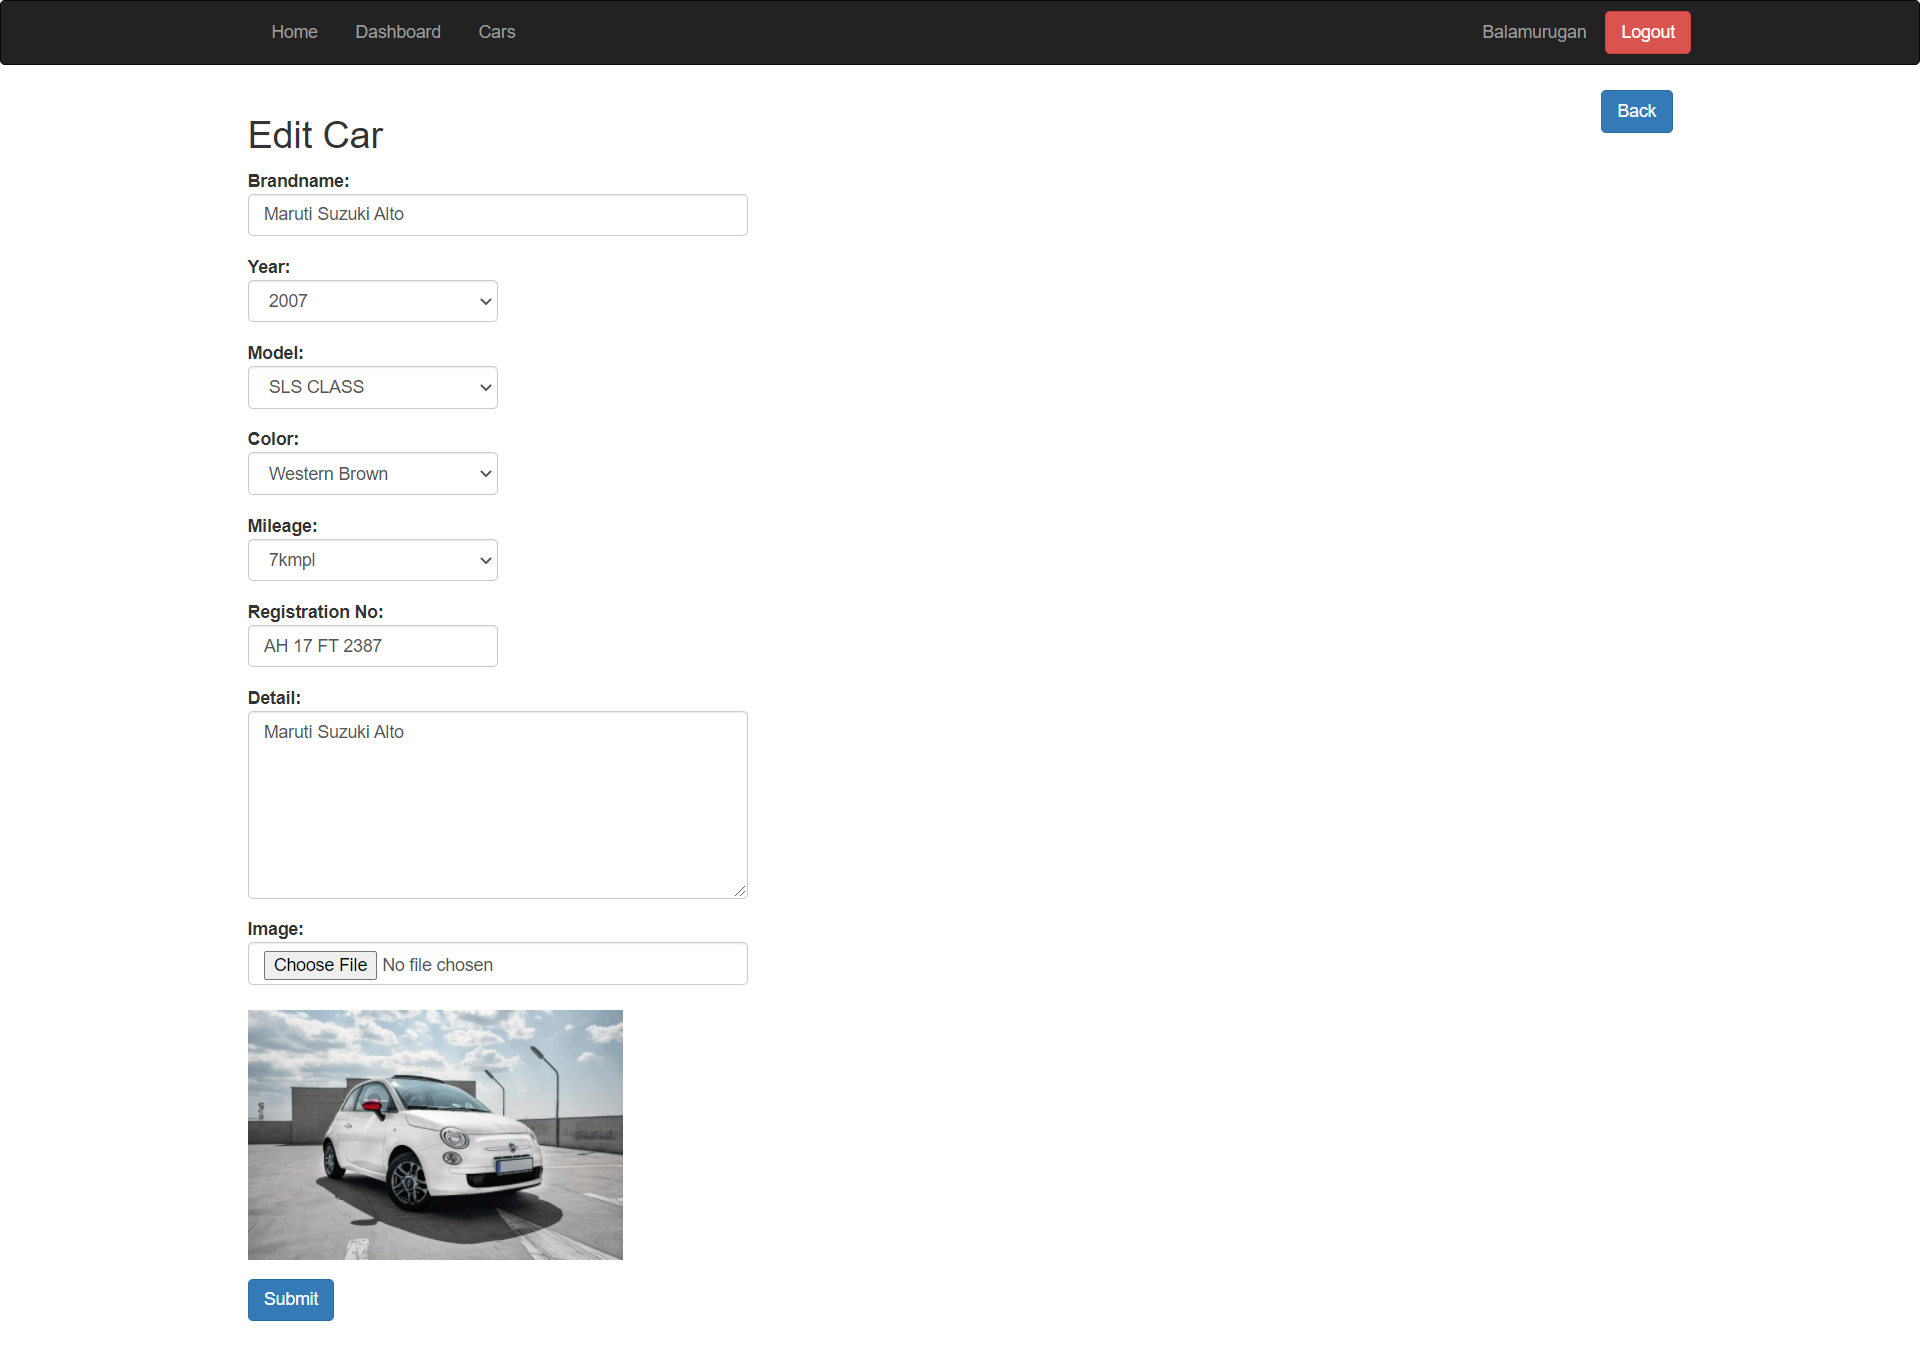 Home Dashboard Cars Balamurugan Logout
Back
Edit Car
Brandname:
Maruti Suzuki Alto
Year:
2007
Model:
SLS CLASS
Color:
Western Brown
Mileage:
7kmpl
Registration No:
AH 17 FT 2387
Detail:
Maruti Suzuki Alto
Image:
Choose File No file chosen
Submit